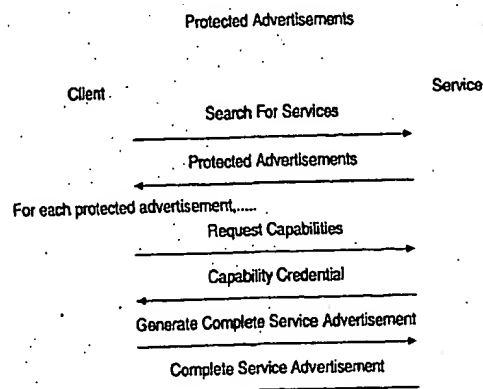 Protected Advertisements
Client
Service
Search For Services
Protected Advertisements
For each protected advertisement,.....
Request Capabilities
Capability Credential
Generate Complete Service Advertisement
Complete Service Advertisement